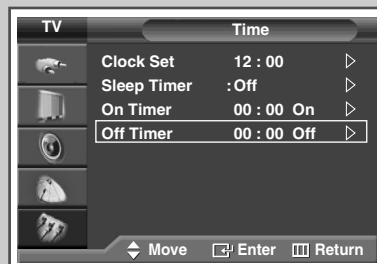 TV Time
Clock Set 12 : 00
Sleep Timer : Off
On Timer 00 : 00 On
Off Timer 00 : 00 Off
Move Enter Return